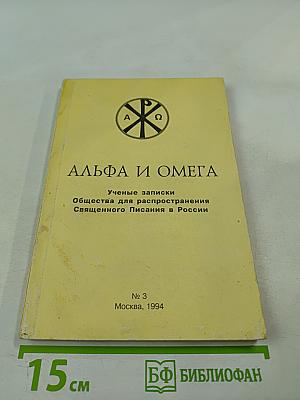 Α Ω
АЛЬФА И ОМЕГА
Ученые записки
Общества для распространения
Священного Писания в России
№ 3
Москва, 1994
15 см
БФ БИБЛИОФАН